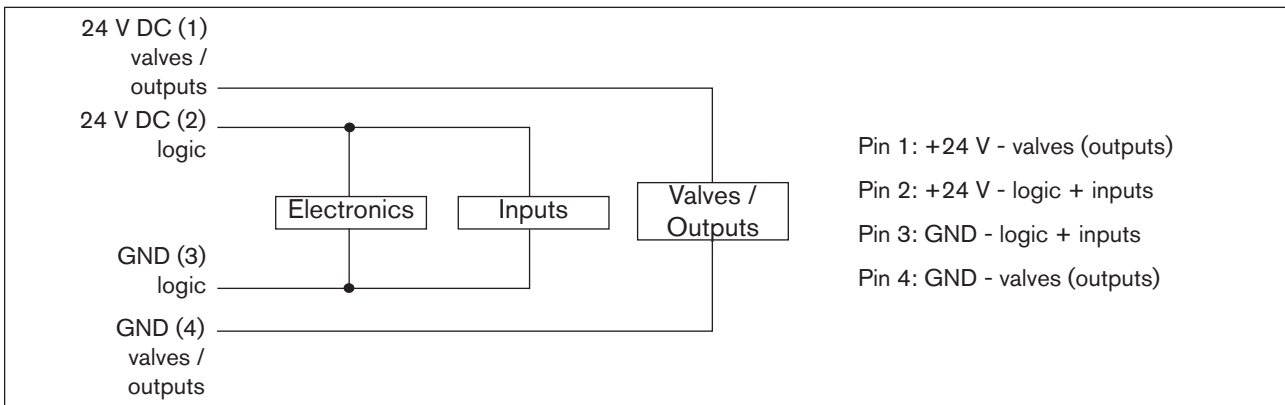 24 V DC (1)
valves /
outputs
24 V DC (2)
logic
Electronics
Inputs
Valves /
Outputs
GND (3)
logic
GND (4)
valves /
outputs
Pin 1: +24 V - valves (outputs)
Pin 2: +24 V - logic + inputs
Pin 3: GND - logic + inputs
Pin 4: GND - valves (outputs)